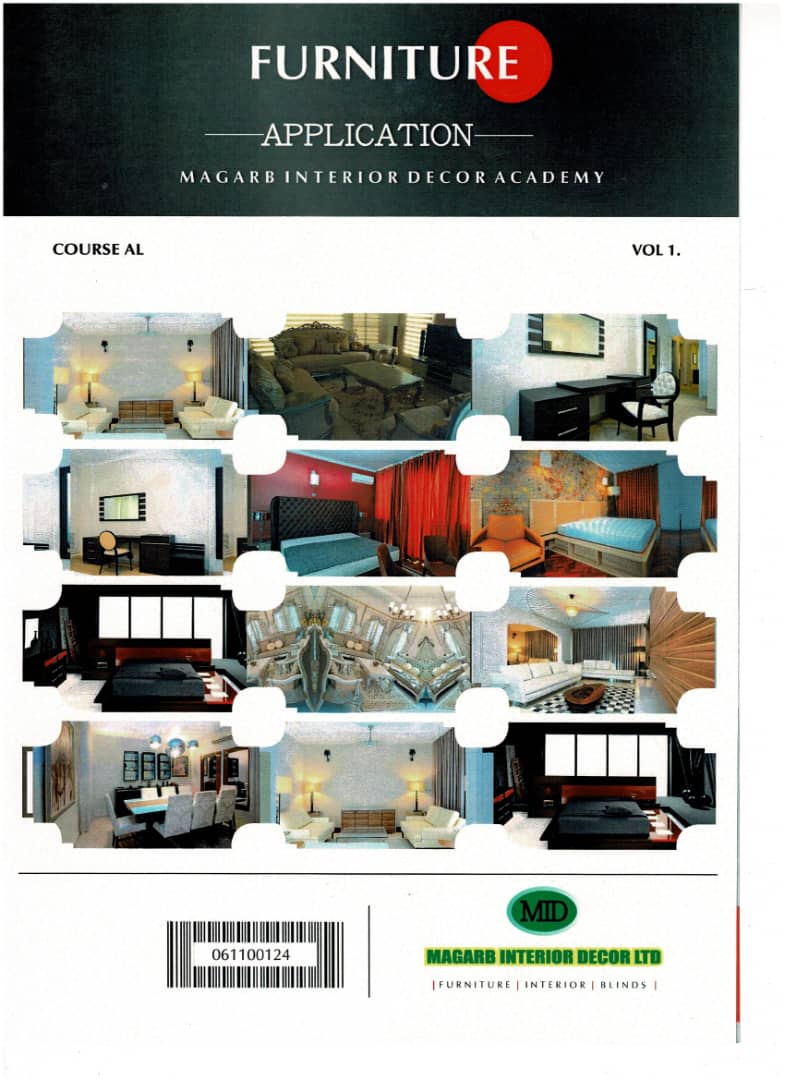 FURNITURE
APPLICATION
MAGARB INTERIOR DECOR ACADEMY
COURSE AL
VOL 1.
061100124
MID
MAGARB INTERIOR DECOR LTD
| FURNITURE | INTERIOR | BLINDS |